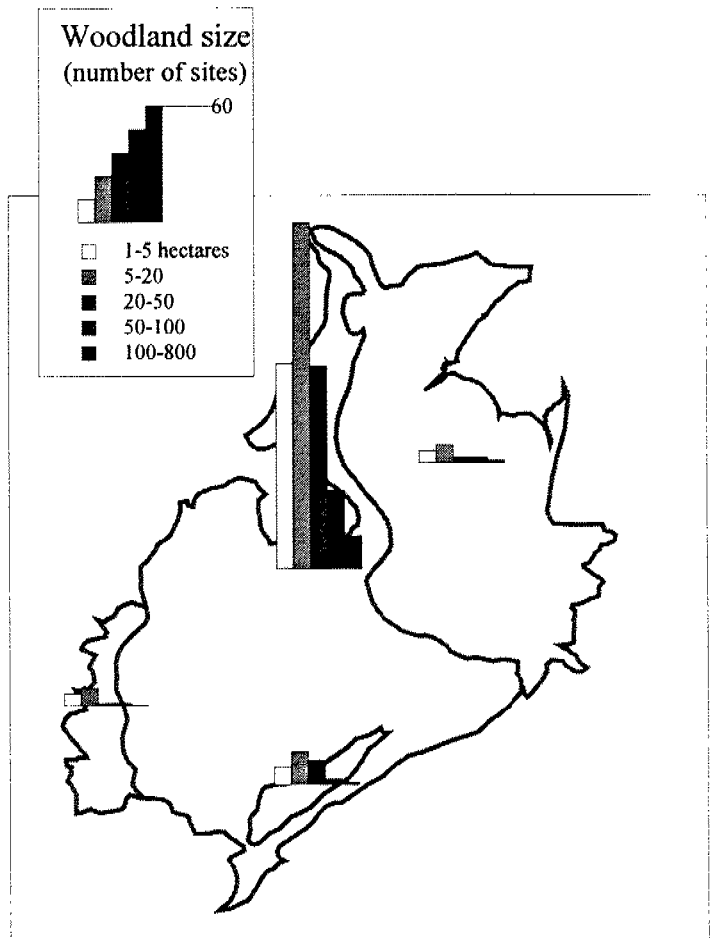 Woodland size
(number of sites)
60
1-5 hectares
5-20
20-50
50-100
100-800